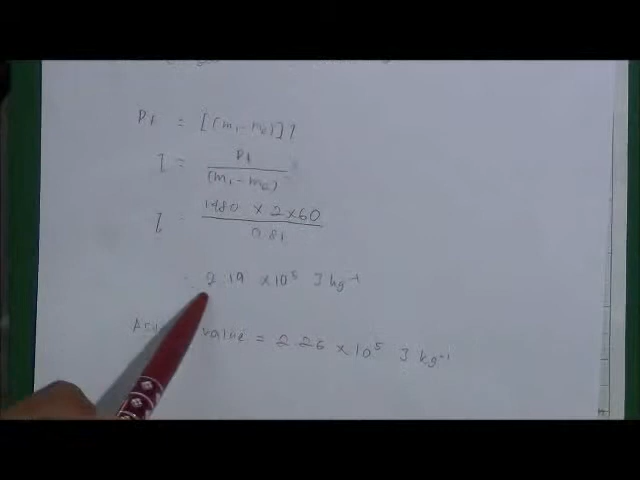 Pt = [(m₁ - m₂)] l
l = Pt / (m₁ - m₂)
l = 1480 × 2 × 60 / 0.81
= 2.19 × 10⁵ J kg⁻¹
value = 2.26 × 10⁵ J kg⁻¹